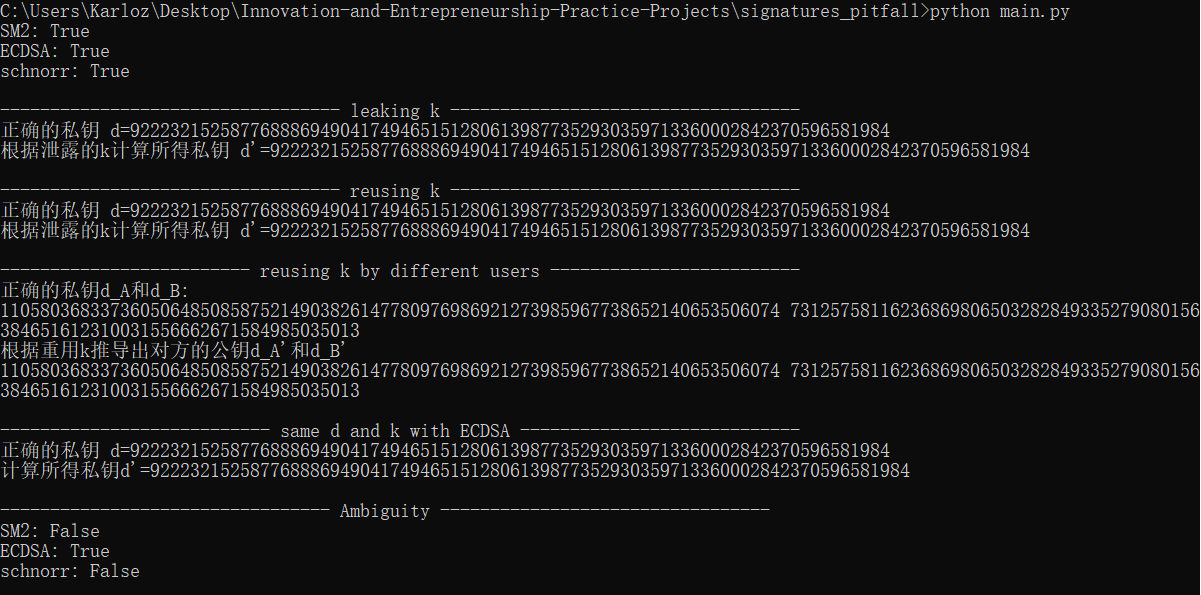 C:\Users\Karloz\Desktop\Innovation-and-Entrepreneurship-Practice-Projects\signatures_pitfall>python main.py
SM2: True
ECDSA: True
schnorr: True
---------------------------------- leaking k -----------------------------------
正确的私钥 d=9222321525877688869490417494651512806139877352930359713360002842370596581984
根据泄露的k计算所得私钥 d'=9222321525877688869490417494651512806139877352930359713360002842370596581984
---------------------------------- reusing k -----------------------------------
正确的私钥 d=9222321525877688869490417494651512806139877352930359713360002842370596581984
根据泄露的k计算所得私钥 d'=9222321525877688869490417494651512806139877352930359713360002842370596581984
------------------------- reusing k by different users -------------------------
正确的私钥d_A和d_B:
110580368337360506485085875214903826147780976986921273985967738652140653506074 73125758116236869806503282849335279080156
384651612310031556662671584985035013
根据重用k推导出对方的公钥d_A'和d_B'
110580368337360506485085875214903826147780976986921273985967738652140653506074 73125758116236869806503282849335279080156
384651612310031556662671584985035013
--------------------------- same d and k with ECDSA ----------------------------
正确的私钥 d=9222321525877688869490417494651512806139877352930359713360002842370596581984
计算所得私钥d'=9222321525877688869490417494651512806139877352930359713360002842370596581984
--------------------------------- Ambiguity ---------------------------------
SM2: False
ECDSA: True
schnorr: False